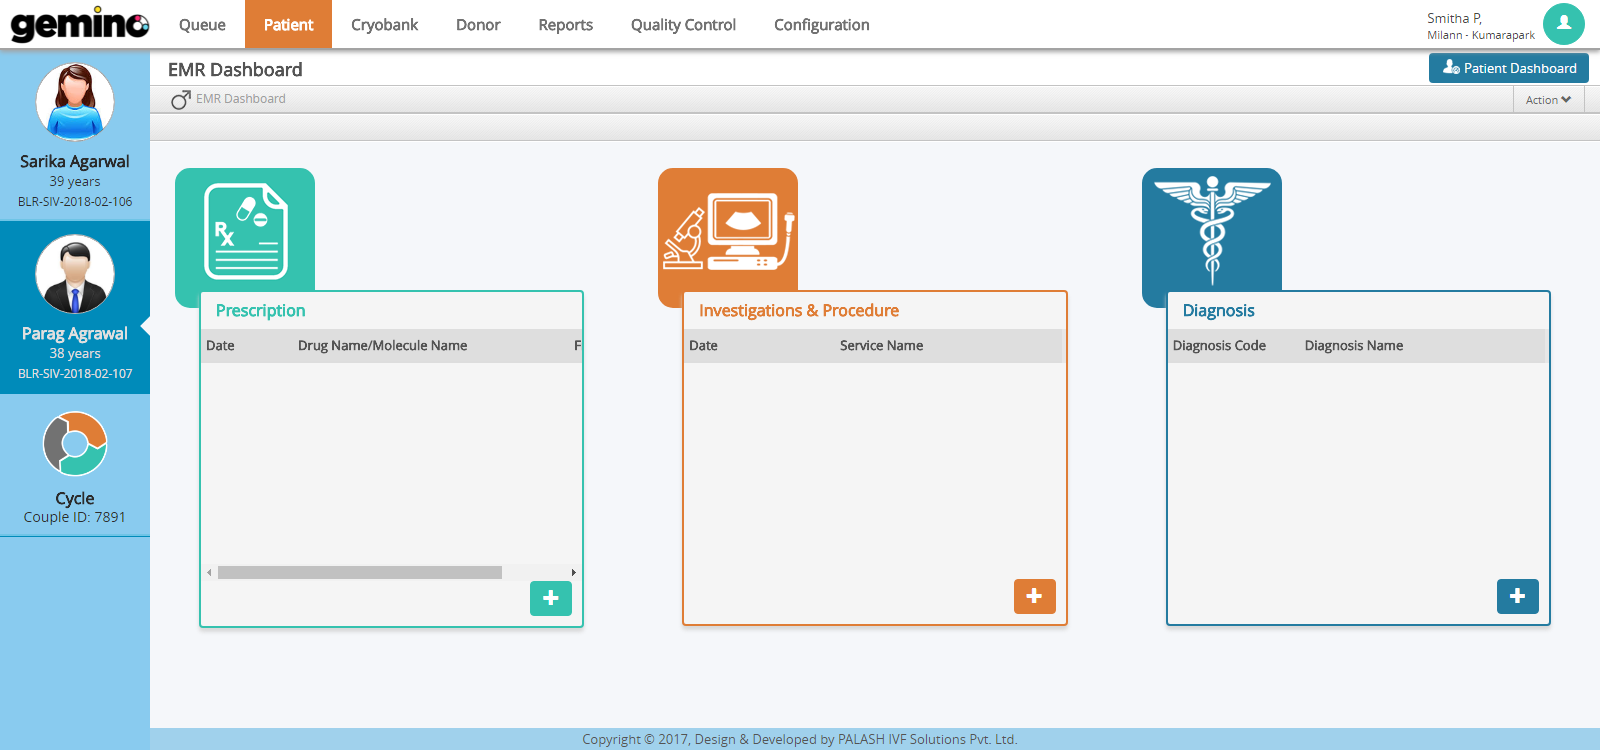 gemino
Queue
Patient
Cryobank
Donor
Reports
Quality Control
Configuration
Smitha P,
Milann - Kumarapark
EMR Dashboard
Patient Dashboard
EMR Dashboard
Action
Sarika Agarwal
39 years
BLR-SIV-2018-02-106
Parag Agrawal
38 years
BLR-SIV-2018-02-107
Cycle
Couple ID: 7891
Rx
Prescription
Date Drug Name/Molecule Name F
Investigations & Procedure
Date Service Name
Diagnosis
Diagnosis Code Diagnosis Name
Copyright © 2017, Design & Developed by PALASH IVF Solutions Pvt. Ltd.